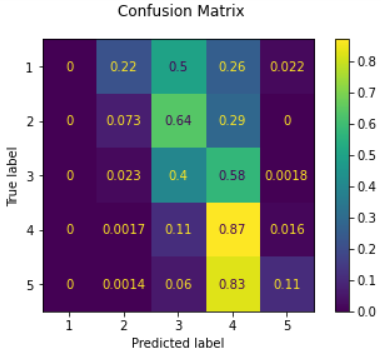 Confusion Matrix
1 0 0.22 0.5 0.26 0.022
2 0 0.073 0.64 0.29 0
3 0 0.023 0.4 0.58 0.0018
4 0 0.0017 0.11 0.87 0.016
5 0 0.0014 0.06 0.83 0.11
1 2 3 4 5
Predicted label
True label
0.8
0.7
0.6
0.5
0.4
0.3
0.2
0.1
0.0